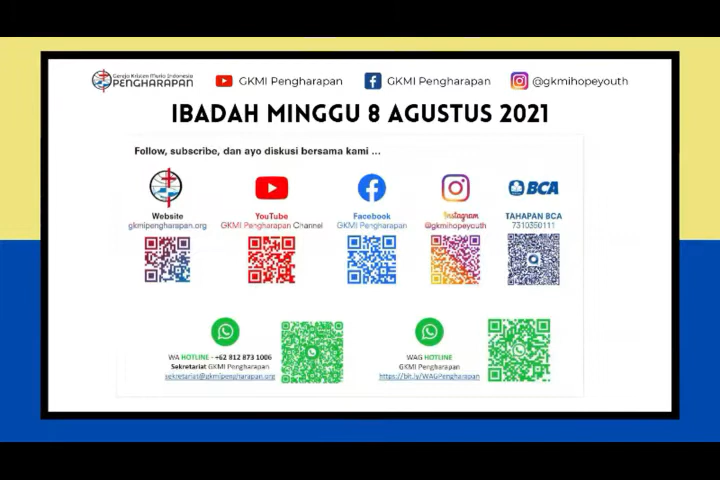 Gereja Kristen Muria Indonesia
PENGHARAPAN
GKMI Pengharapan
GKMI Pengharapan
@gkmihopeyouth
IBADAH MINGGU 8 AGUSTUS 2021
Follow, subscribe, dan ayo diskusi bersama kami ...
Website
gkmipengharapan.org
YouTube
GKMI Pengharapan Channel
Facebook
GKMI Pengharapan
Instagram
@gkmihopeyouth
BCA
TAHAPAN BCA
7310350111
WA HOTLINE - +62 812 873 1006
Sekretariat GKMI Pengharapan
sekretariat@gkmipengharapan.org
WAG HOTLINE
GKMI Pengharapan
https://bit.ly/WAGPengharapan